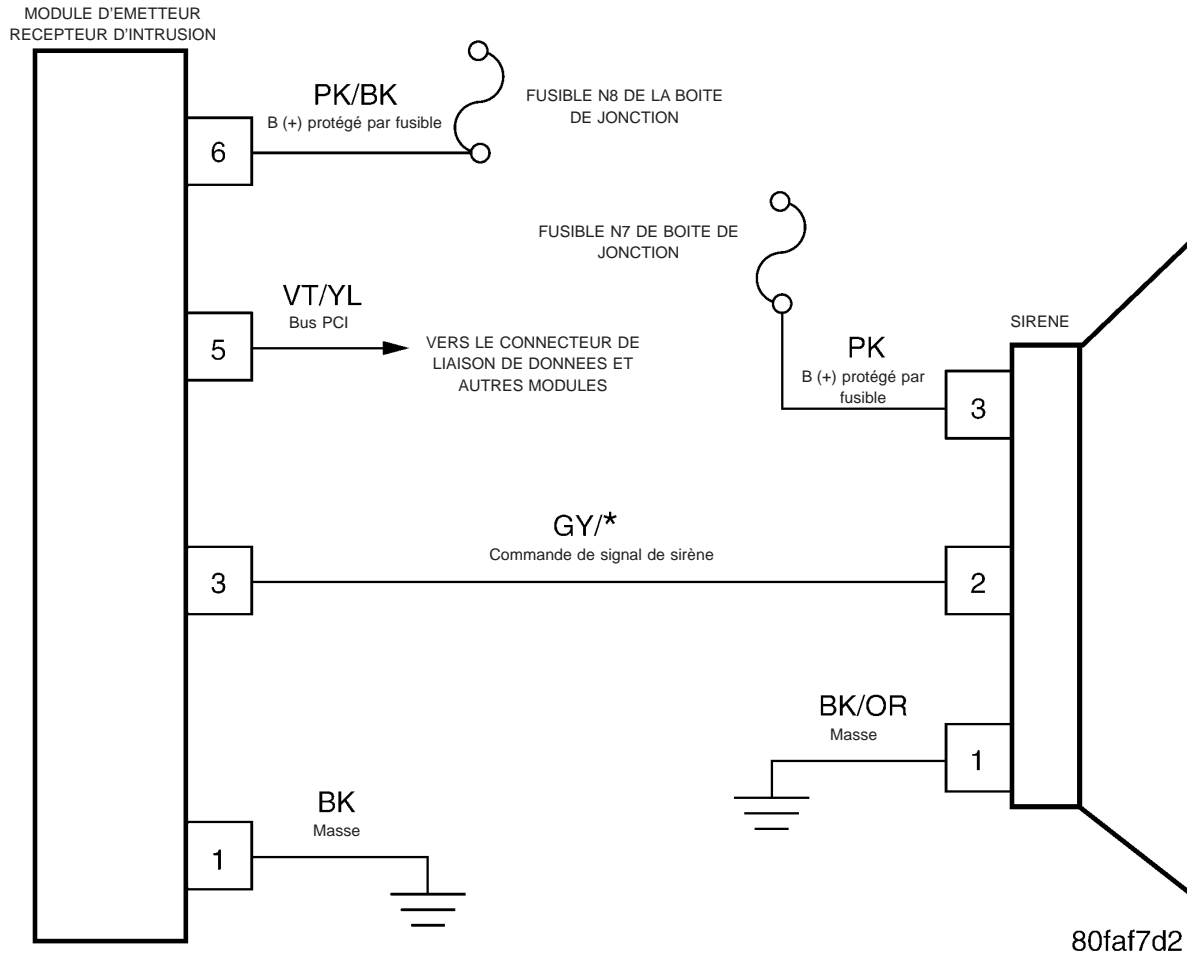 MODULE D'EMETTEUR
RECEPTEUR D'INTRUSION
PK/BK
B (+) protégé par fusible
6
FUSIBLE N8 DE LA BOITE
DE JONCTION
FUSIBLE N7 DE BOITE DE
JONCTION
VT/YL
Bus PCI
5
VERS LE CONNECTEUR DE
LIAISON DE DONNEES ET
AUTRES MODULES
SIRENE
PK
B (+) protégé par
fusible
3
GY/*
Commande de signal de sirène
3
2
BK/OR
Masse
1
BK
Masse
1
80faf7d2